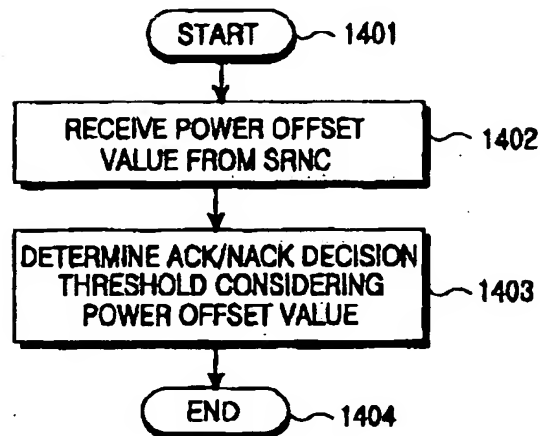 START
1401
RECEIVE POWER OFFSET
VALUE FROM SRNC
1402
DETERMINE ACK/NACK DECISION
THRESHOLD CONSIDERING
POWER OFFSET VALUE
1403
END
1404